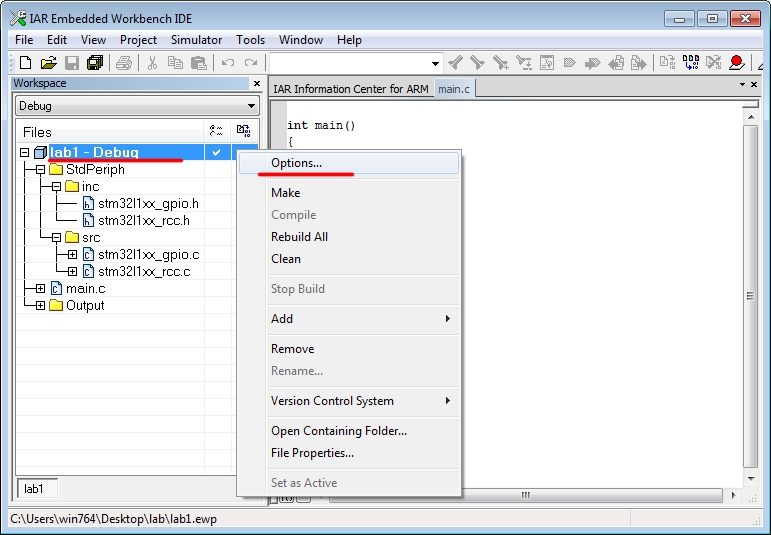 IAR Embedded Workbench IDE
File Edit View Project Simulator Tools Window Help
Workspace
Debug
Files
lab1 - Debug
StdPeriph
inc
stm32l1xx_gpio.h
stm32l1xx_rcc.h
src
stm32l1xx_gpio.c
stm32l1xx_rcc.c
main.c
Output
lab1
IAR Information Center for ARM main.c
int main()
{
Options...
Make
Compile
Rebuild All
Clean
Stop Build
Add
Remove
Rename...
Version Control System
Open Containing Folder...
File Properties...
Set as Active
C:\Users\win764\Desktop\lab\lab1.ewp